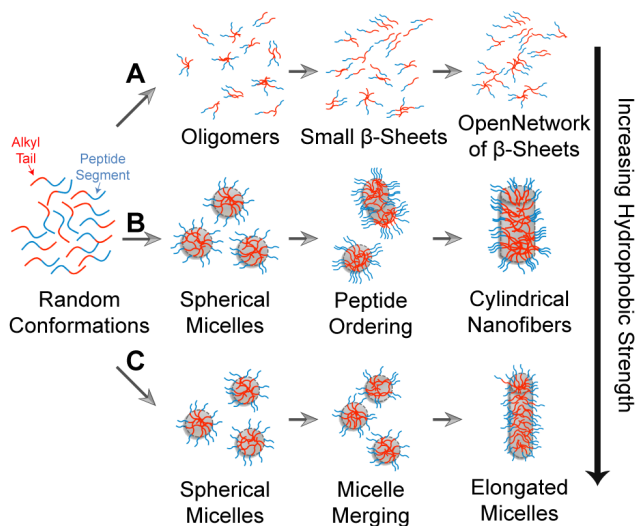 A
Oligomers
Small β-Sheets
OpenNetwork
of β-Sheets
Alkyl
Tail
Peptide
Segment
Random
Conformations
B
Spherical
Micelles
Peptide
Ordering
Cylindrical
Nanofibers
C
Spherical
Micelles
Micelle
Merging
Elongated
Micelles
Increasing Hydrophobic Strength